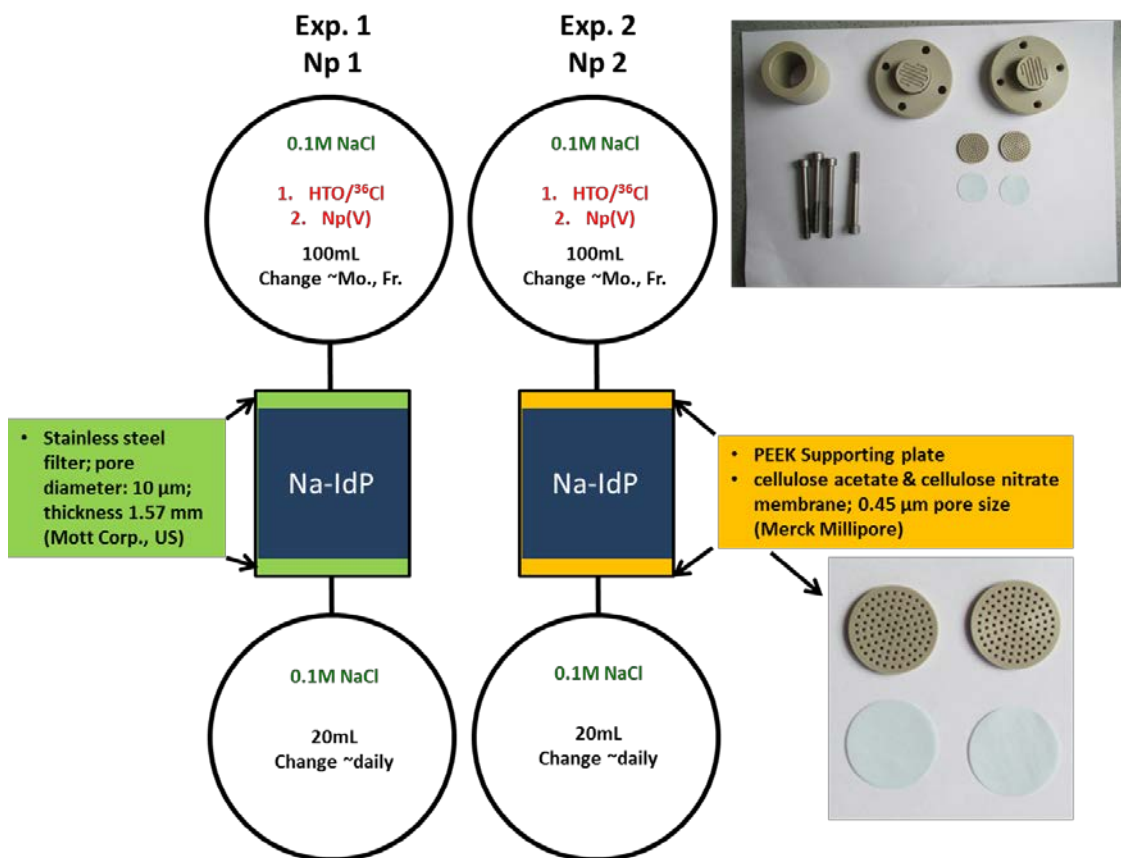 Exp. 1
Np 1
Exp. 2
Np 2
0.1M NaCl
1. HTO/³⁶Cl
2. Np(V)
100mL
Change ~Mo., Fr.
0.1M NaCl
1. HTO/³⁶Cl
2. Np(V)
100mL
Change ~Mo., Fr.
• Stainless steel
filter; pore
diameter: 10 µm;
thickness 1.57 mm
(Mott Corp., US)
Na-IdP
Na-IdP
• PEEK Supporting plate
• cellulose acetate & cellulose nitrate
membrane; 0.45 µm pore size
(Merck Millipore)
0.1M NaCl
20mL
Change ~daily
0.1M NaCl
20mL
Change ~daily